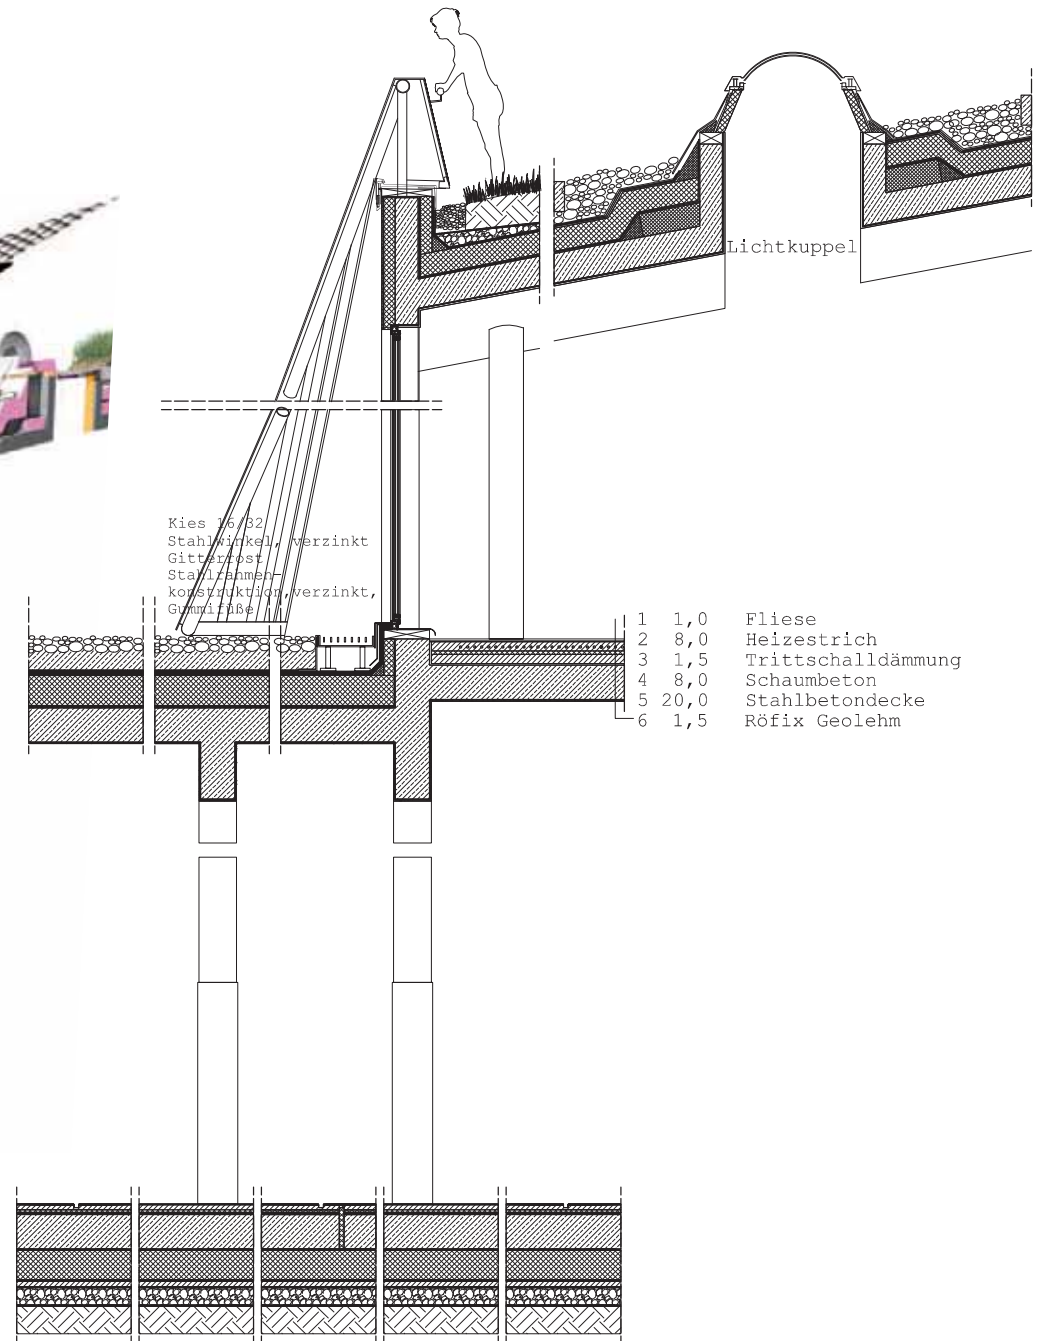 Lichtkuppel
Kies 16/32
Stahlwinkel, verzinkt
Gitterrost
Stahlrahmen-
konstruktion,verzinkt,
Gummifüße
1 1,0 Fliese
2 8,0 Heizestrich
3 1,5 Trittschalldämmung
4 8,0 Schaumbeton
5 20,0 Stahlbetondecke
6 1,5 Röfix Geolehm